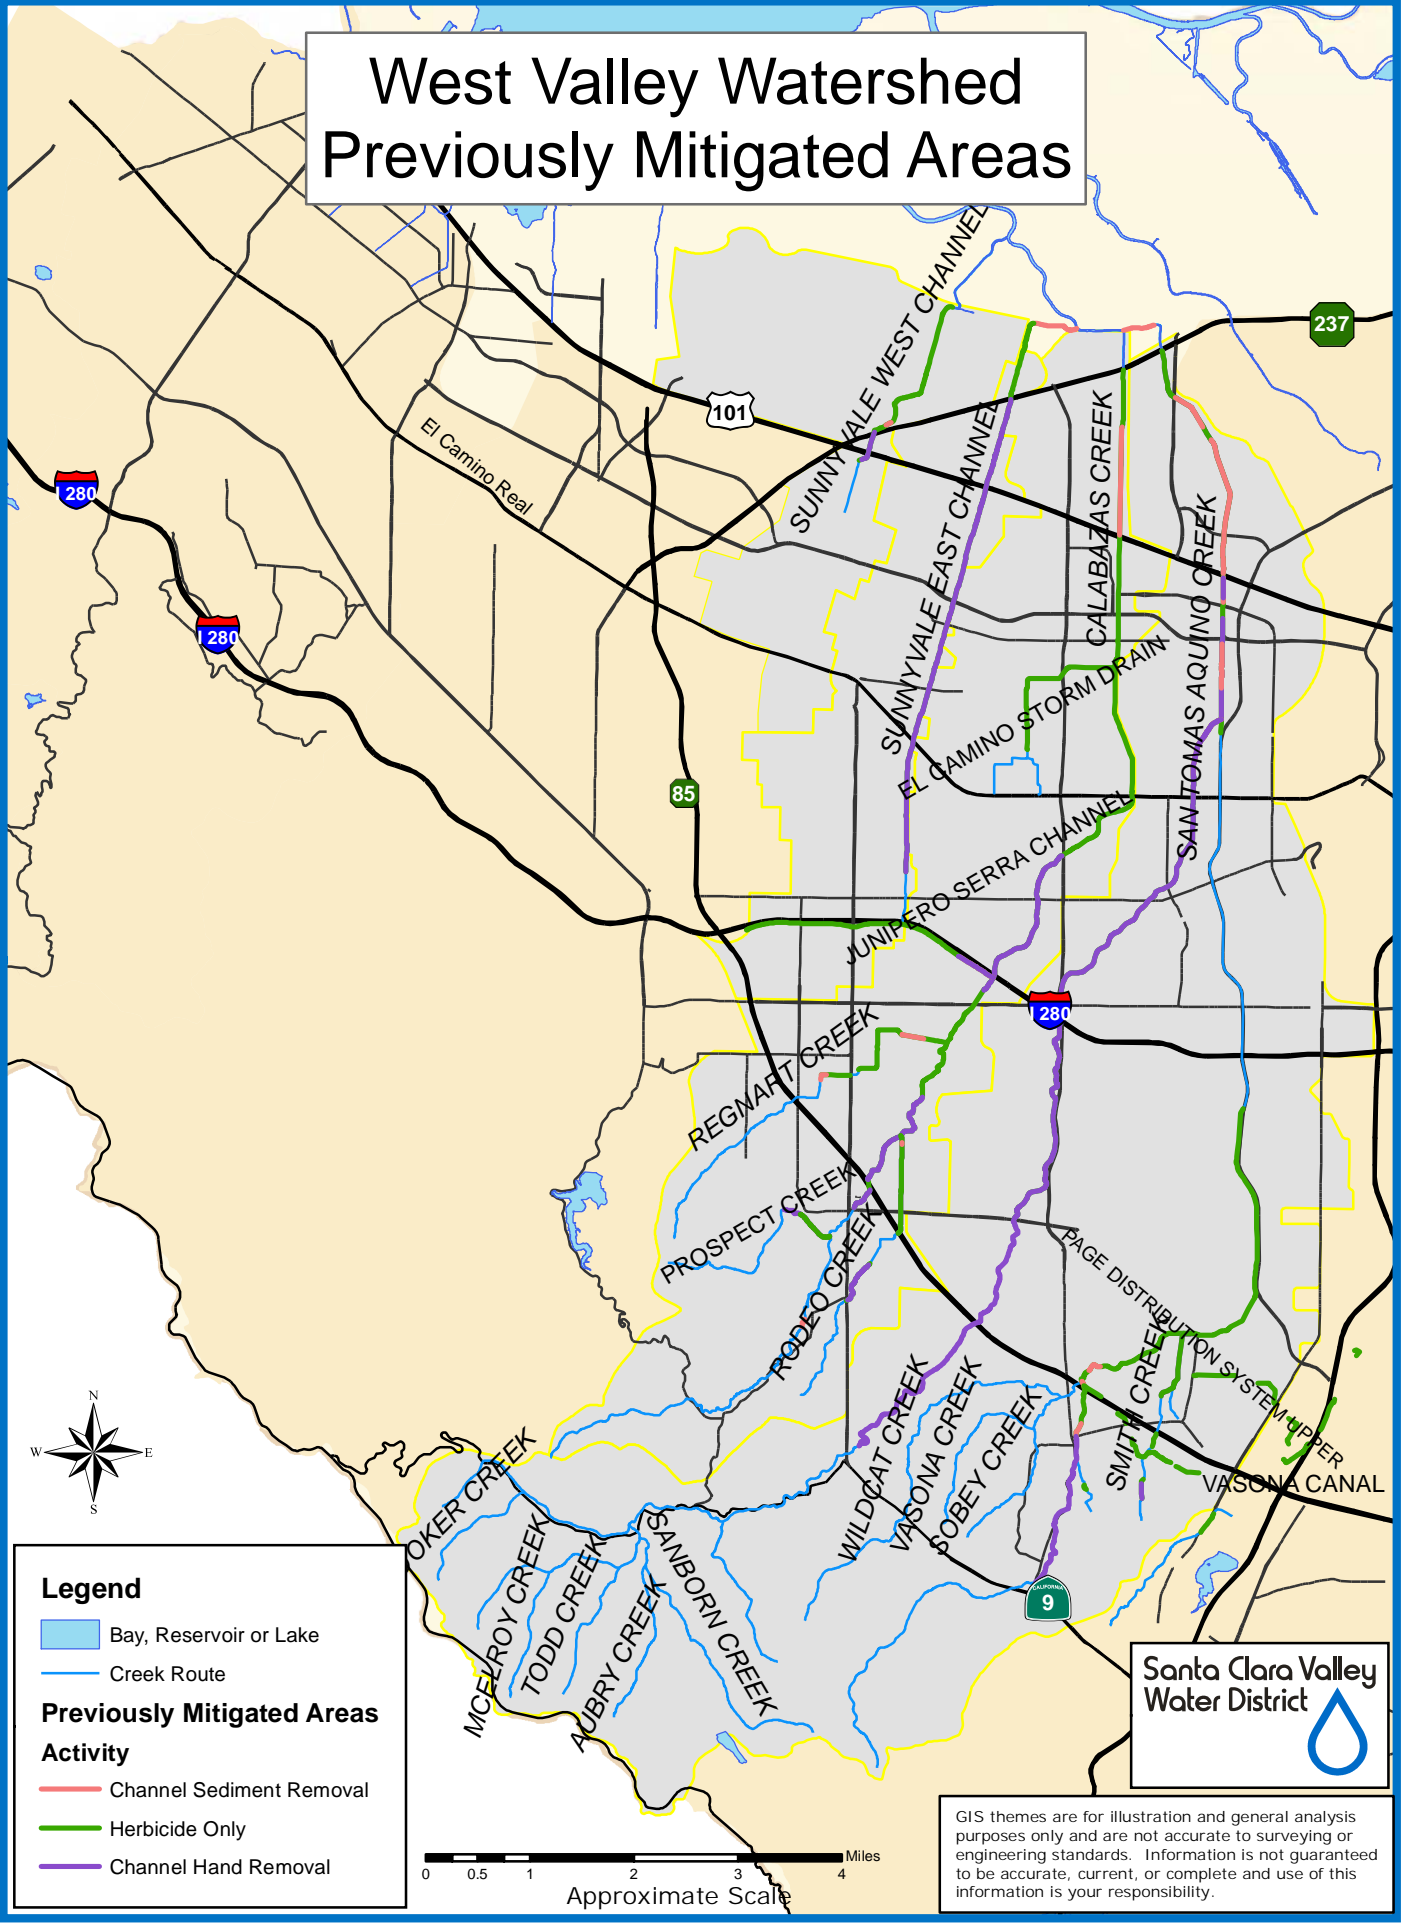 West Valley Watershed
Previously Mitigated Areas
237
101
SUNNYVALE WEST CHANNEL
El Camino Real
I 280
SUNNYVALE EAST CHANNEL
CALABAZAS CREEK
SAN TOMAS AQUINO CREEK
I 280
EL CAMINO STORM DRAIN
85
JUNIPERO SERRA CHANNEL
I 280
REGNART CREEK
PROSPECT CREEK
RODEO CREEK
PAGE DISTRIBUTION SYSTEM UPPER
SMITH CREEK
WILDCAT CREEK
VASONA CREEK
SOBEY CREEK
VASONA CANAL
N
W
E
S
OKER CREEK
MCELROY CREEK
TODD CREEK
AUBRY CREEK
SANBORN CREEK
CALIFORNIA
9
Legend
Bay, Reservoir or Lake
Creek Route
Previously Mitigated Areas
Activity
Channel Sediment Removal
Herbicide Only
Channel Hand Removal
0 0.5 1 2 3 4 Miles
Approximate Scale
Santa Clara Valley
Water District
GIS themes are for illustration and general analysis
purposes only and are not accurate to surveying or
engineering standards. Information is not guaranteed
to be accurate, current, or complete and use of this
information is your responsibility.